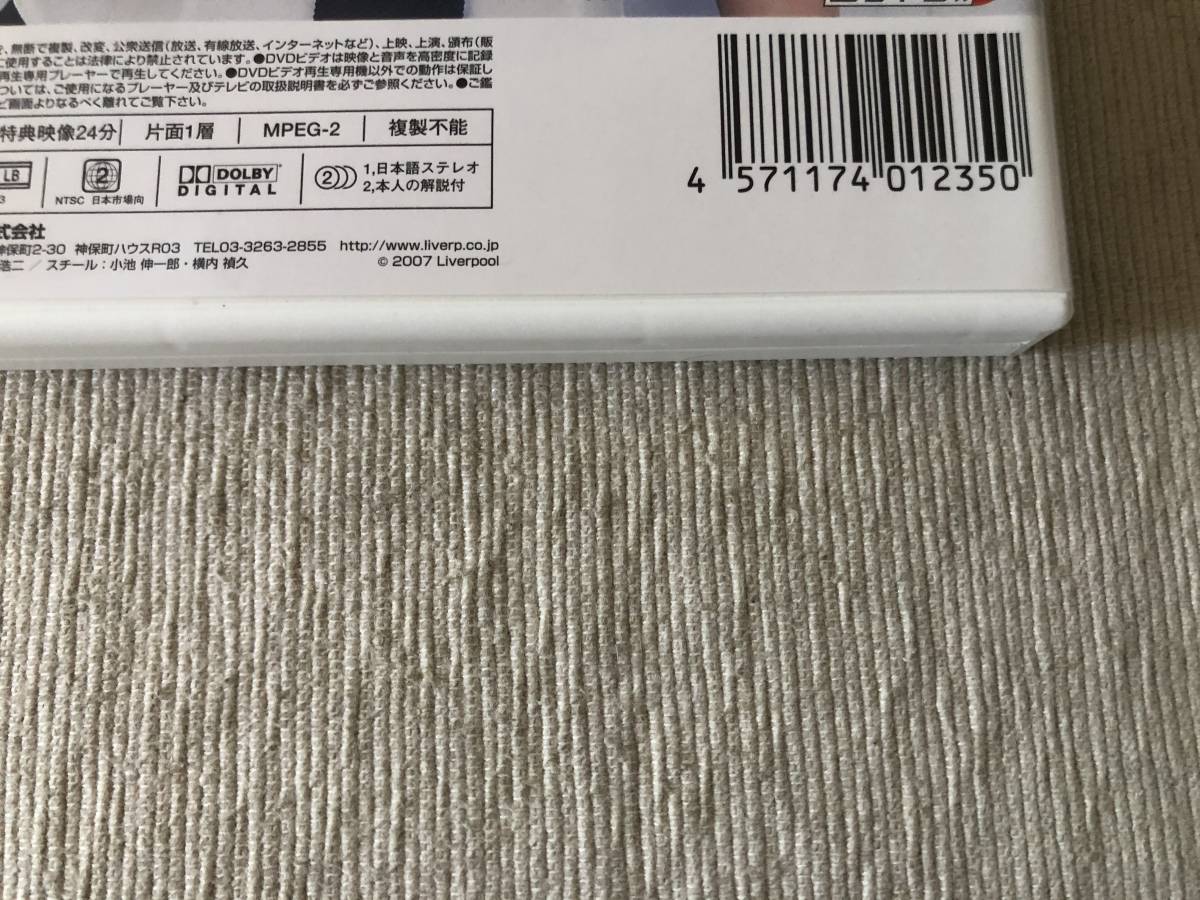 、無断で複製、改変、公衆送信(放送、有線放送、インターネットなど)、上映、上演、頒布(販
に使用することは法律により禁止されています。●DVDビデオは映像と音声を高密度に記録
再生専用プレーヤーで再生してください。●DVDビデオ再生専用機以外での動作は保証し
ついては、ご使用になるプレーヤー及びテレビの取扱説明書を必ずご参照ください。●ご鑑
ビ画面よりなるべく離れてご覧下さい。
特典映像24分 片面1層 MPEG-2 複製不能
LB 2 NTSC 日本市場向 DOLBY DIGITAL 2 1,日本語ステレオ
2,本人の解説付
式会社
神保町2-30 神保町ハウスR03 TEL03-3263-2855 http://www.liverp.co.jp
浩二 / スチール:小池 伸一郎・横内 禎久 © 2007 Liverpool
4 571174 012350